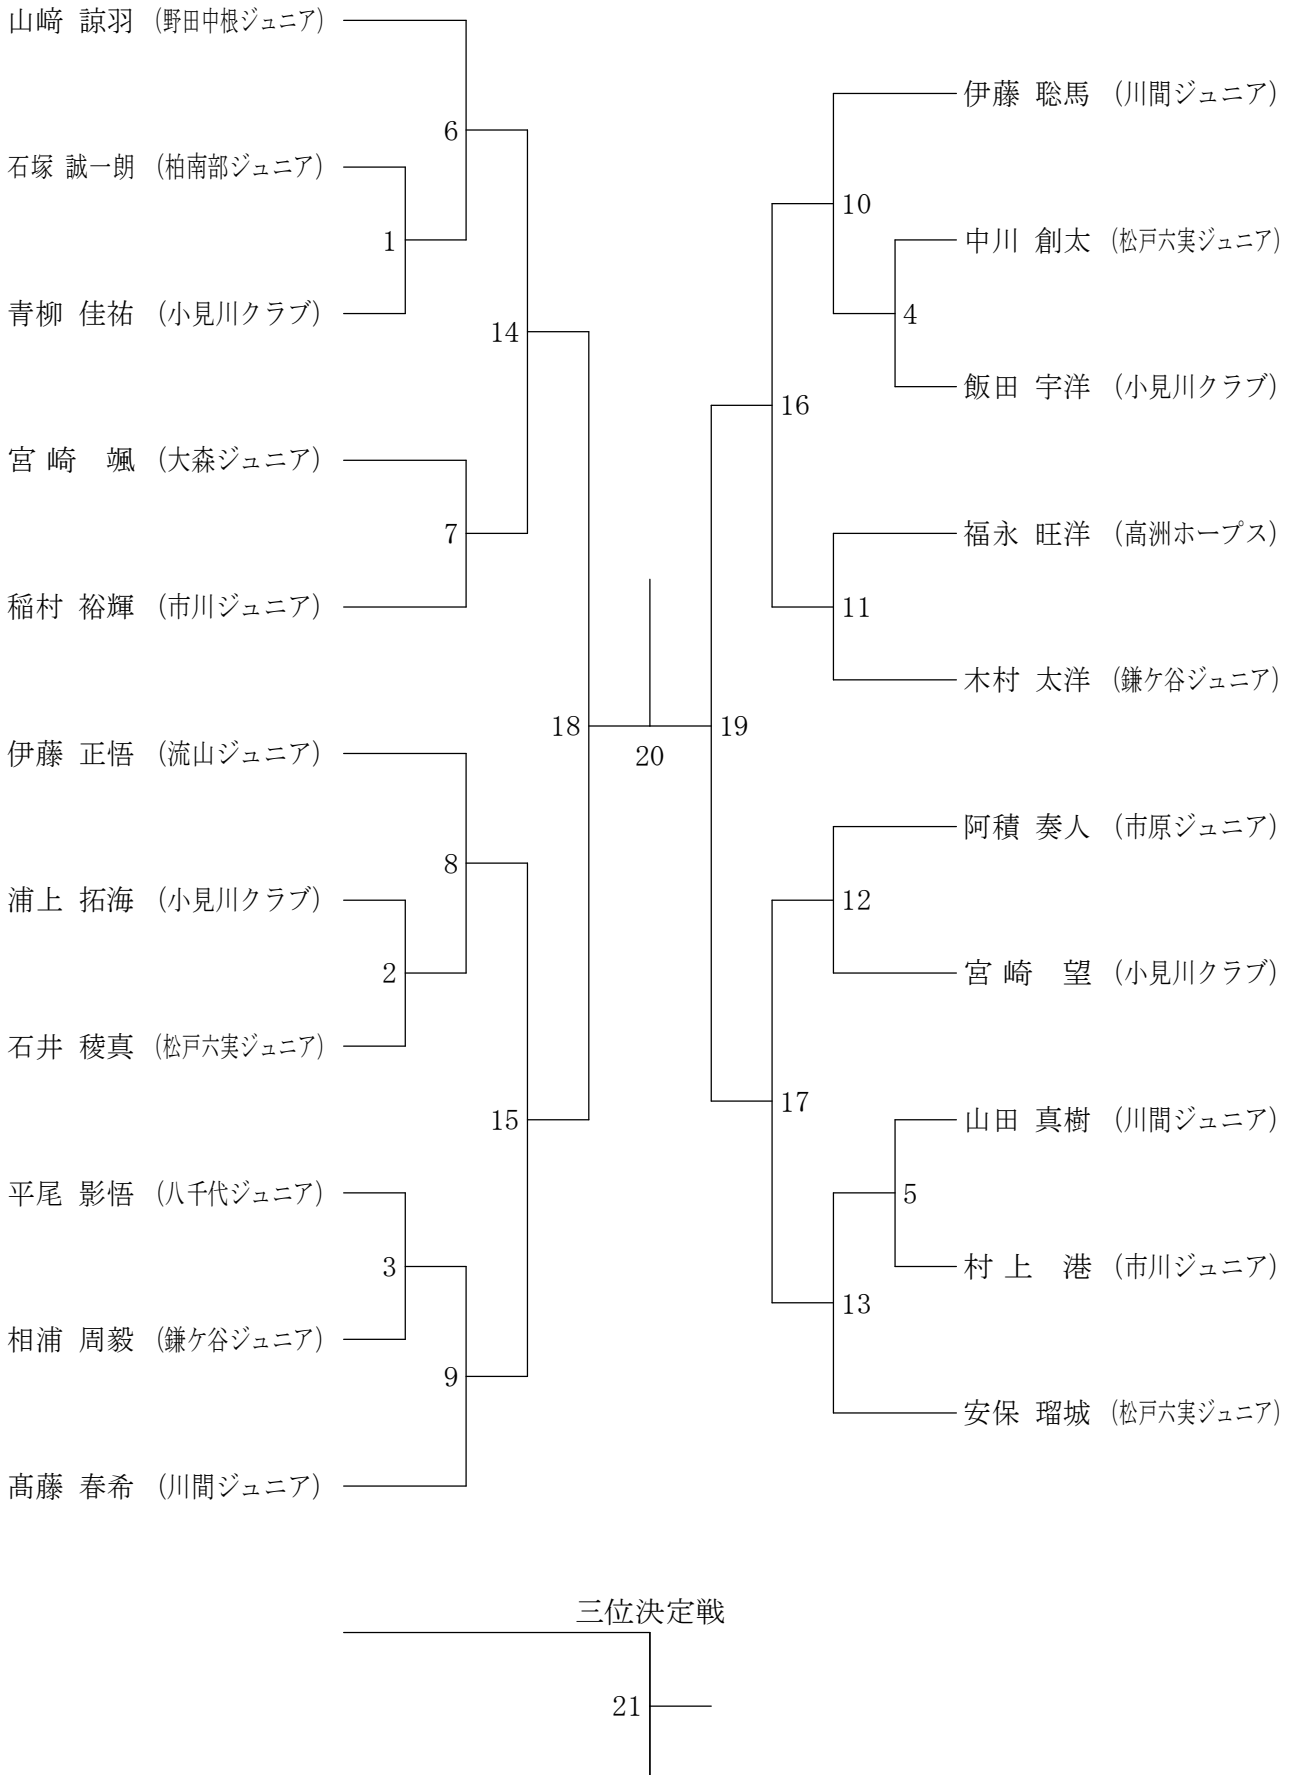 山﨑 諒羽 (野田中根ジュニア)
6
石塚 誠一朗 (柏南部ジュニア)
1
青柳 佳祐 (小見川クラブ)
14
宮崎 颯 (大森ジュニア)
7
稲村 裕輝 (市川ジュニア)
18
伊藤 正悟 (流山ジュニア)
8
浦上 拓海 (小見川クラブ)
2
石井 稜真 (松戸六実ジュニア)
15
平尾 影悟 (八千代ジュニア)
3
相浦 周毅 (鎌ケ谷ジュニア)
9
髙藤 春希 (川間ジュニア)
20
伊藤 聡馬 (川間ジュニア)
10
中川 創太 (松戸六実ジュニア)
4
飯田 宇洋 (小見川クラブ)
16
福永 旺洋 (高洲ホープス)
11
木村 太洋 (鎌ケ谷ジュニア)
19
阿積 奏人 (市原ジュニア)
12
宮崎 望 (小見川クラブ)
17
山田 真樹 (川間ジュニア)
5
村上 港 (市川ジュニア)
13
安保 瑠城 (松戸六実ジュニア)
三位決定戦
21